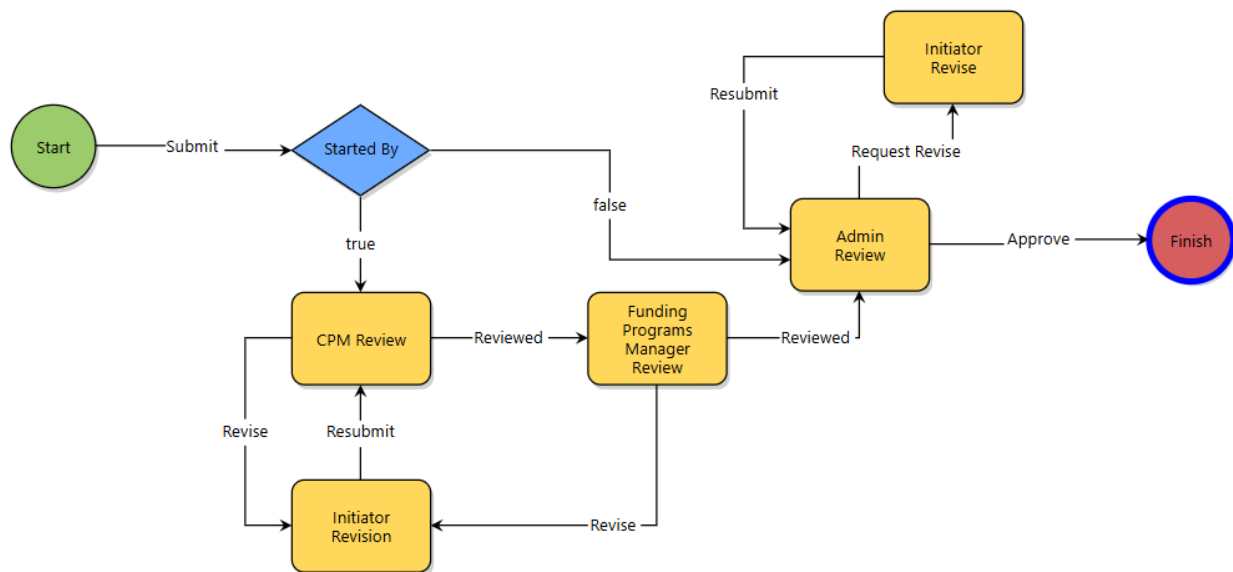 Initiator
Revise
Resubmit
Start
Submit
Started By
Request Revise
false
Admin
Review
Approve
Finish
true
Funding
Programs
Manager
Review
CPM Review
Reviewed
Reviewed
Revise
Resubmit
Initiator
Revision
Revise